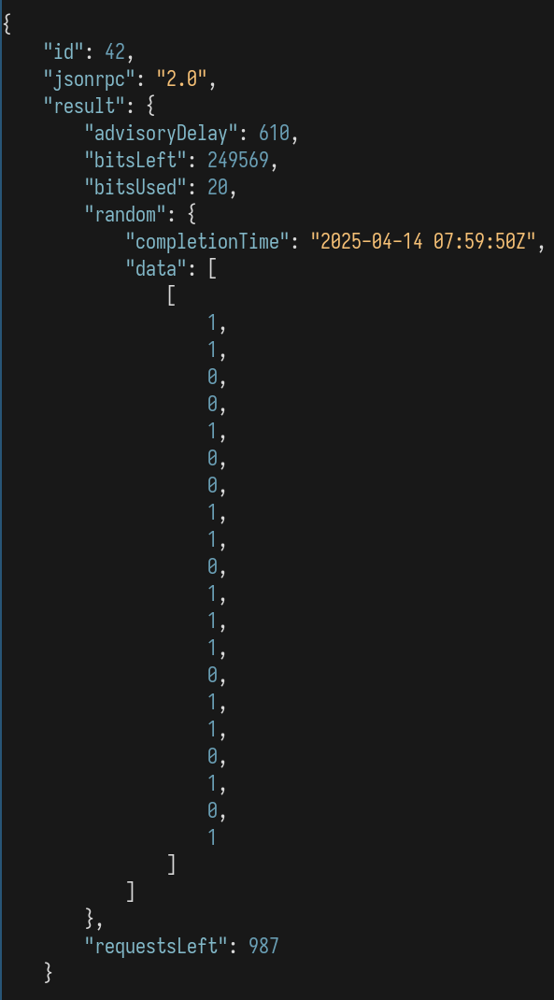 {
    "id": 42,
    "jsonrpc": "2.0",
    "result": {
        "advisoryDelay": 610,
        "bitsLeft": 249569,
        "bitsUsed": 20,
        "random": {
            "completionTime": "2025-04-14 07:59:50Z",
            "data": [
                [
                    1,
                    1,
                    0,
                    0,
                    1,
                    0,
                    0,
                    1,
                    1,
                    0,
                    1,
                    1,
                    1,
                    0,
                    1,
                    1,
                    0,
                    1,
                    0,
                    1
                ]
            ]
        },
        "requestsLeft": 987
    }